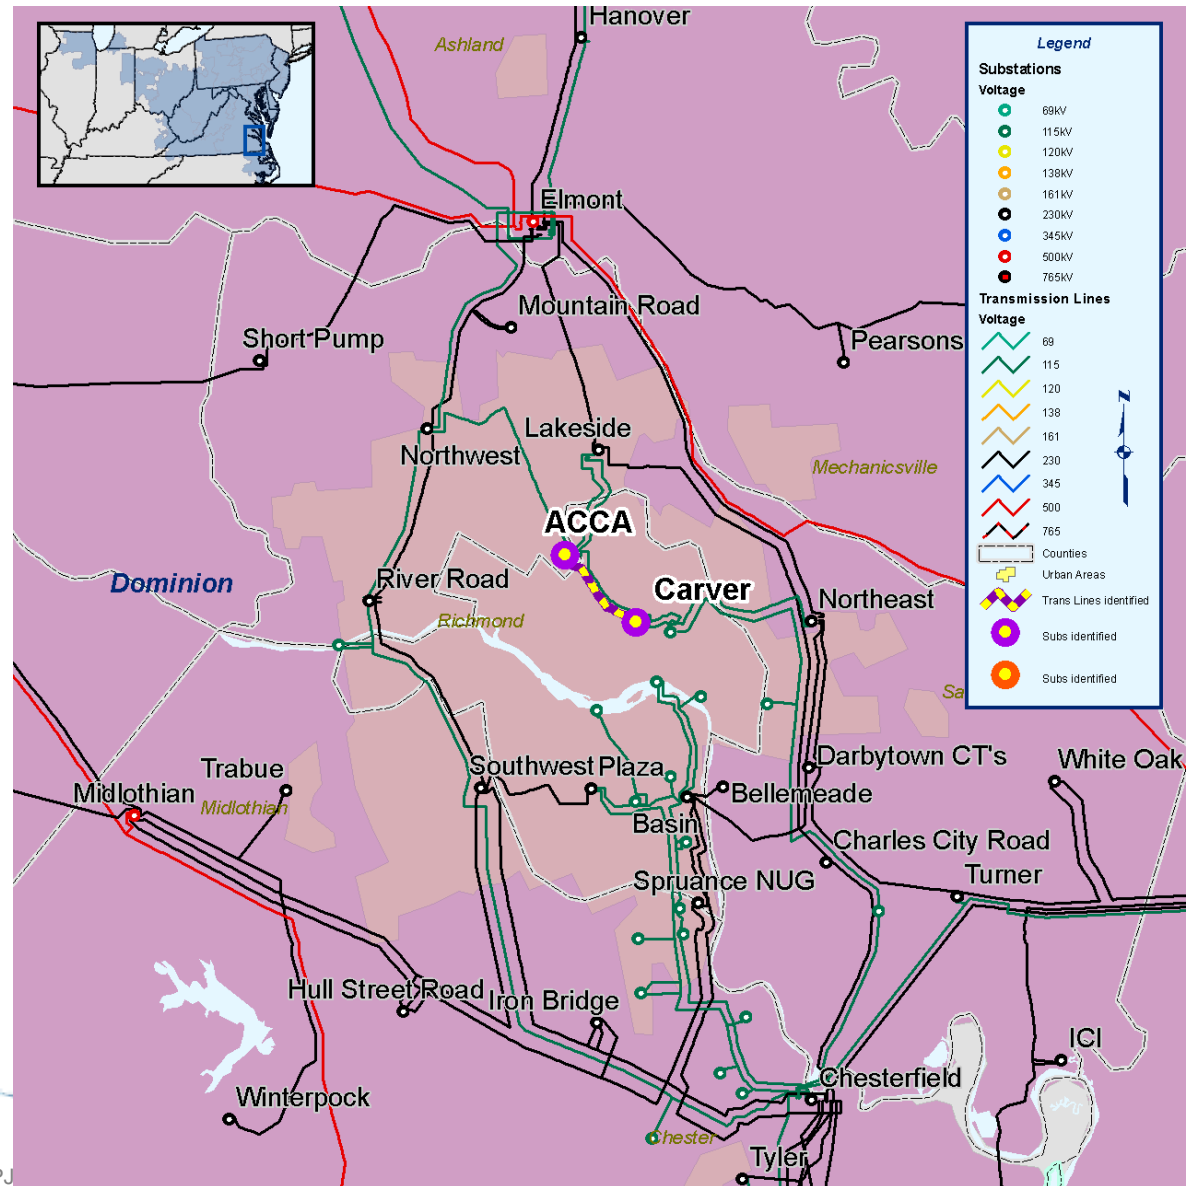 Hanover
Ashland
Elmont
Mountain Road
Short Pump
Pearsons
Lakeside
Northwest
Mechanicsville
ACCA
Dominion
River Road
Carver
Northeast
Richmond
Sa
Darbytown CT's
White Oak
Trabue
Southwest
Plaza
Midlothian
Midlothian
Bellemeade
Basin
Charles City Road
Turner
Spruance NUG
Hull Street Road
Iron Bridge
ICI
Chesterfield
Winterpock
Chester
Tyler
PJ
Legend
Substations
Voltage
69kV
115kV
120kV
138kV
161kV
230kV
345kV
500kV
765kV
Transmission Lines
Voltage
69
115
120
138
161
230
345
500
765
Counties
Urban Areas
Trans Lines identified
Subs identified
Subs identified
N